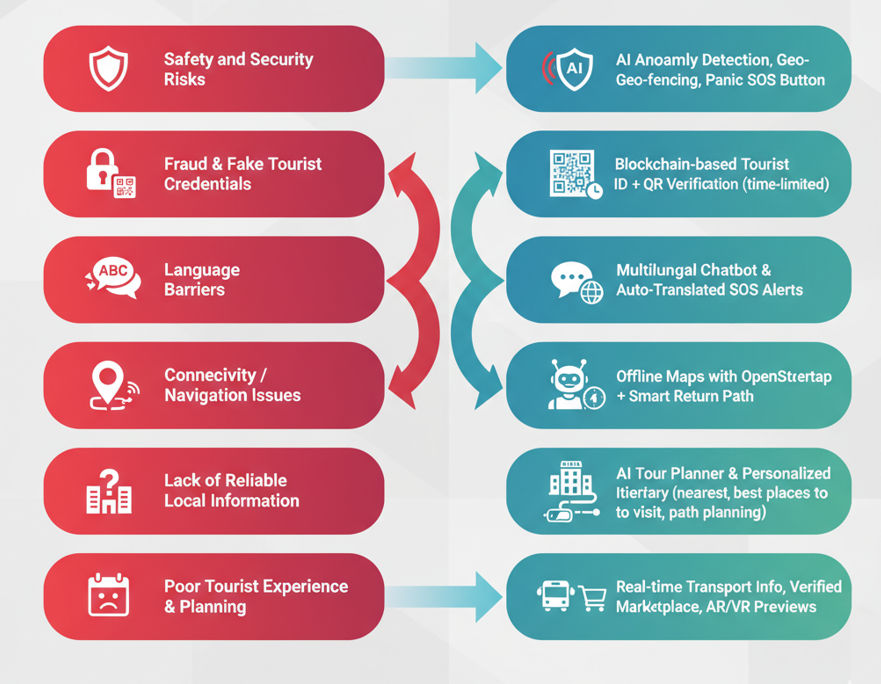 Safety and Security
Risks
AI
AI Anoamly Detection, Geo-
Geo-fencing, Panic SOS Button
Fraud & Fake Tourist
Credentials
Blockchain-based Tourist
ID + QR Verification (time-limited)
ABC
Language
Barriers
Multilungal Chatbot &
Auto-Translated SOS Alerts
Connecivity /
Navigation Issues
Offline Maps with OpenStrertap
+ Smart Return Path
?
Lack of Reliable
Local Information
AI Tour Planner & Personalized
Itiertary (nearest, best places to
to visit, path planning)
Poor Tourist Experience
& Planning
Real-time Transport Info, Verified
Marketplace, AR/VR Previews